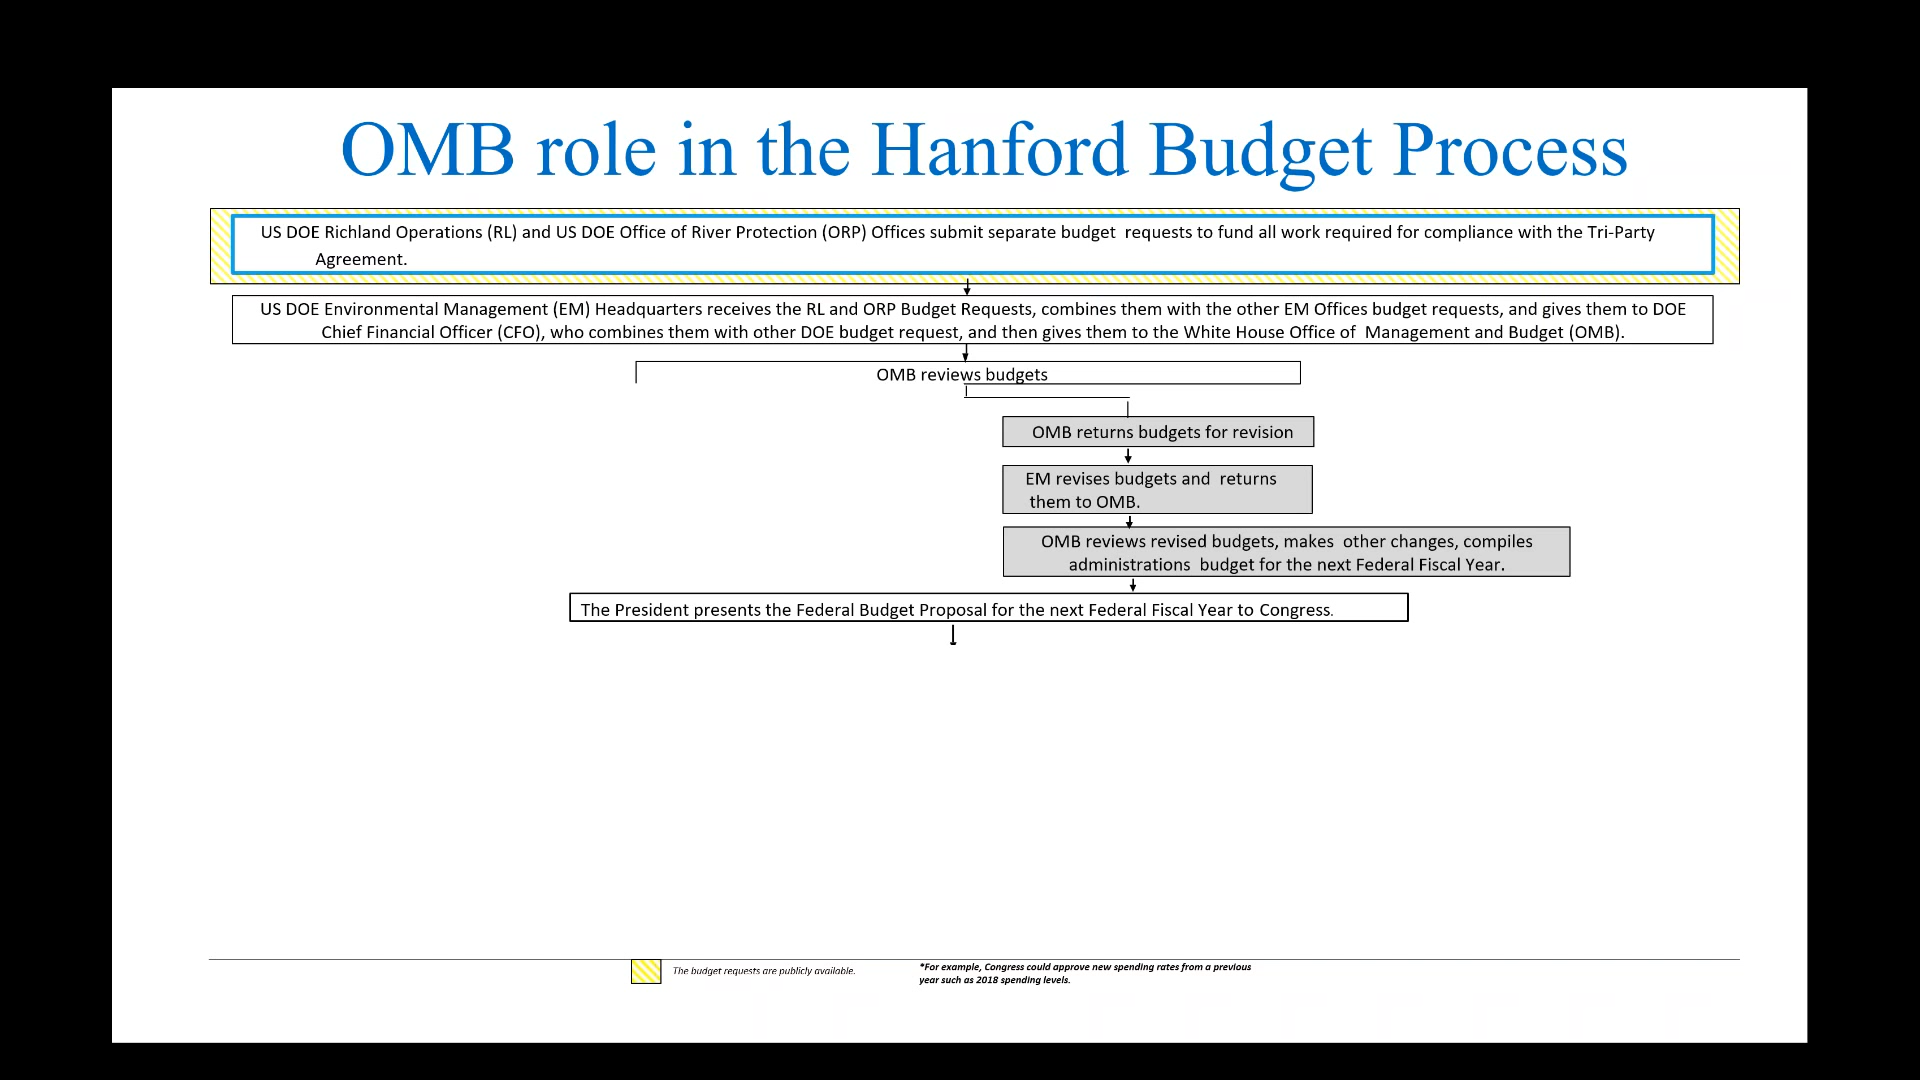 OMB role in the Hanford Budget Process
US DOE Richland Operations (RL) and US DOE Office of River Protection (ORP) Offices submit separate budget  requests to fund all work required for compliance with the Tri-Party
Agreement.
US DOE Environmental Management (EM) Headquarters receives the RL and ORP Budget Requests, combines them with the other EM Offices budget requests, and gives them to DOE
Chief Financial Officer (CFO), who combines them with other DOE budget request, and then gives them to the White House Office of  Management and Budget (OMB).
OMB reviews budgets
OMB returns budgets for revision
EM revises budgets and  returns
them to OMB.
OMB reviews revised budgets, makes  other changes, compiles
administrations  budget for the next Federal Fiscal Year.
The President presents the Federal Budget Proposal for the next Federal Fiscal Year to Congress.
The budget requests are publicly available.
*For example, Congress could approve new spending rates from a previous
year such as 2018 spending levels.